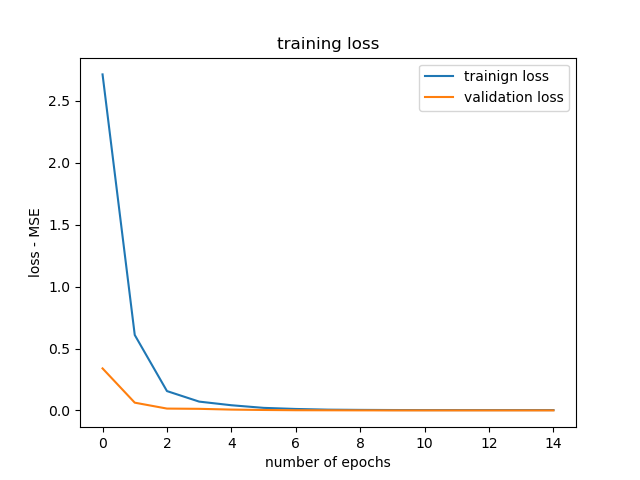 training loss
trainign loss
validation loss
loss - MSE
2.5
2.0
1.5
1.0
0.5
0.0
0 2 4 6 8 10 12 14
number of epochs